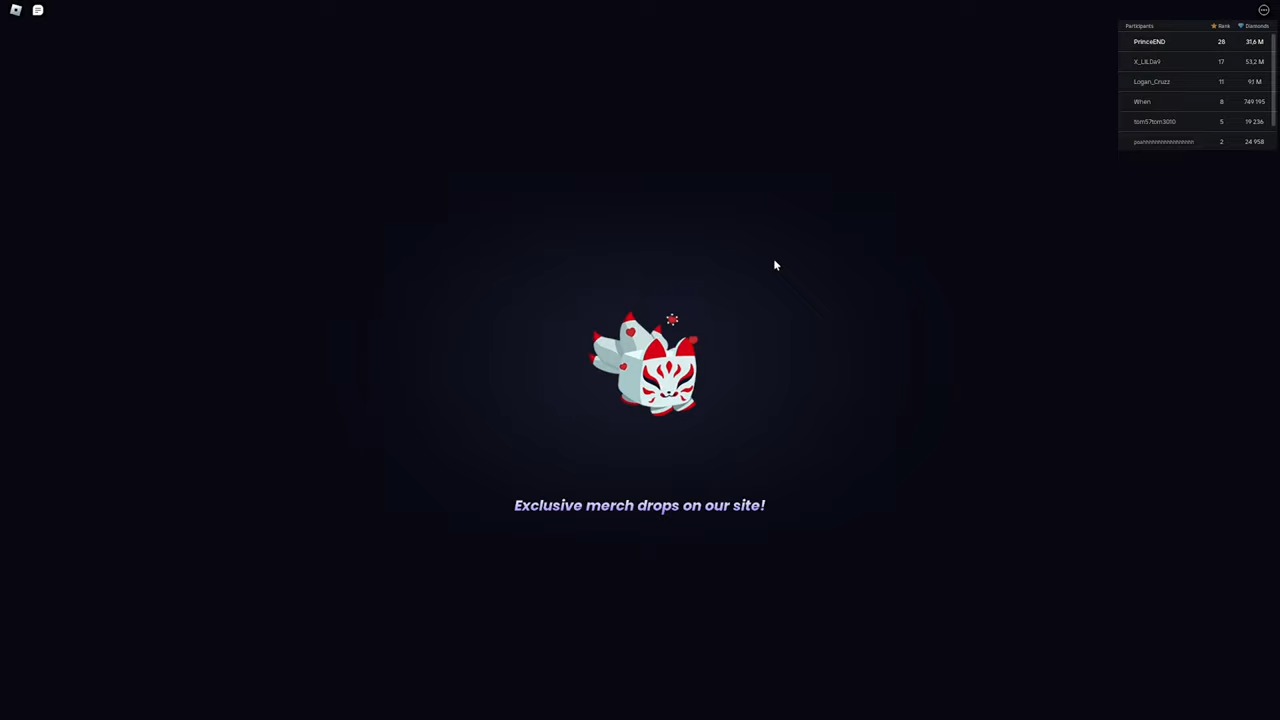 Participants Rank Diamonds
PrinceEND 28 31,6 M
X_LILDa9 17 53,2 M
Logan_Cruzz 11 9,1 M
When 8 749 195
tom57tom3010 5 19 236
2 24 958
Exclusive merch drops on our site!